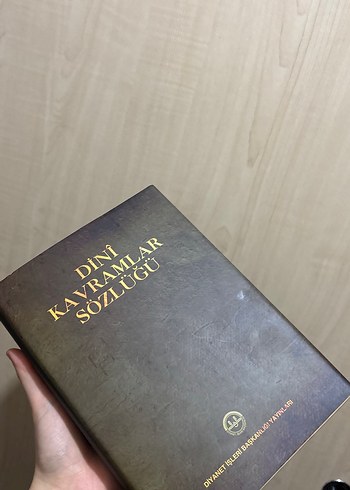 DİNÎ
KAVRAMLAR
SÖZLÜĞÜ
DİYANET İŞLERİ BAŞKANLIĞI YAYINLARI